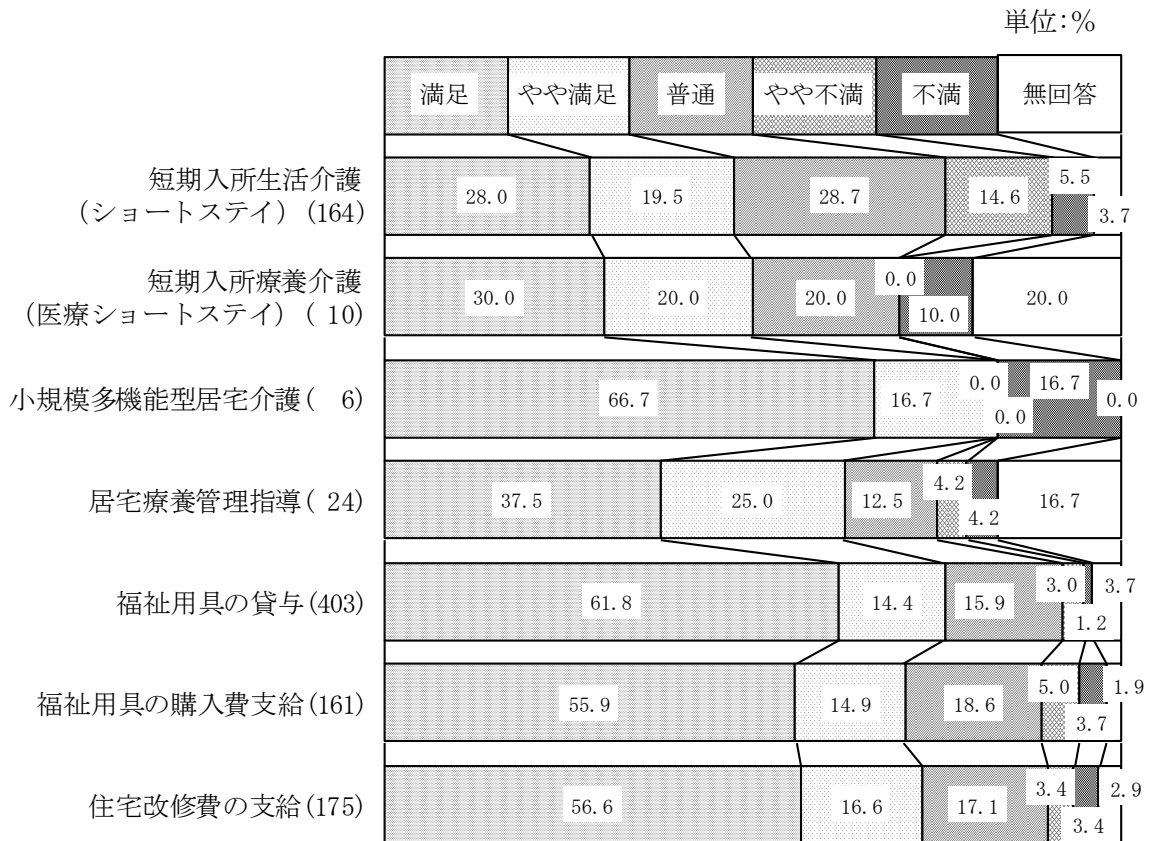 単位:%
満足 やや満足 普通 やや不満 不満 無回答
短期入所生活介護
（ショートステイ）(164)
28.0 19.5 28.7 14.6 5.5 3.7
短期入所療養介護
（医療ショートステイ）( 10)
30.0 20.0 20.0 0.0 10.0 20.0
小規模多機能型居宅介護(  6)
66.7 16.7 0.0 0.0 16.7 0.0
居宅療養管理指導( 24)
37.5 25.0 12.5 4.2 4.2 16.7
福祉用具の貸与(403)
61.8 14.4 15.9 3.0 1.2 3.7
福祉用具の購入費支給(161)
55.9 14.9 18.6 5.0 3.7 1.9
住宅改修費の支給(175)
56.6 16.6 17.1 3.4 3.4 2.9